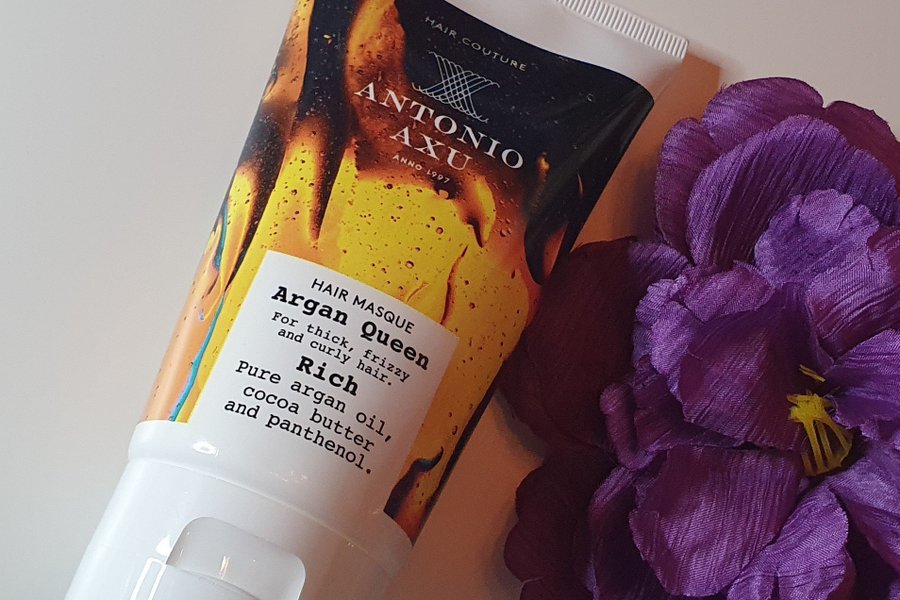 HAIR COUTURE
ANTONIO
AXU
ANNO 1997
HAIR MASQUE
Argan Queen
For thick, frizzy
and curly hair.
Rich
Pure argan oil,
cocoa butter
and panthenol.